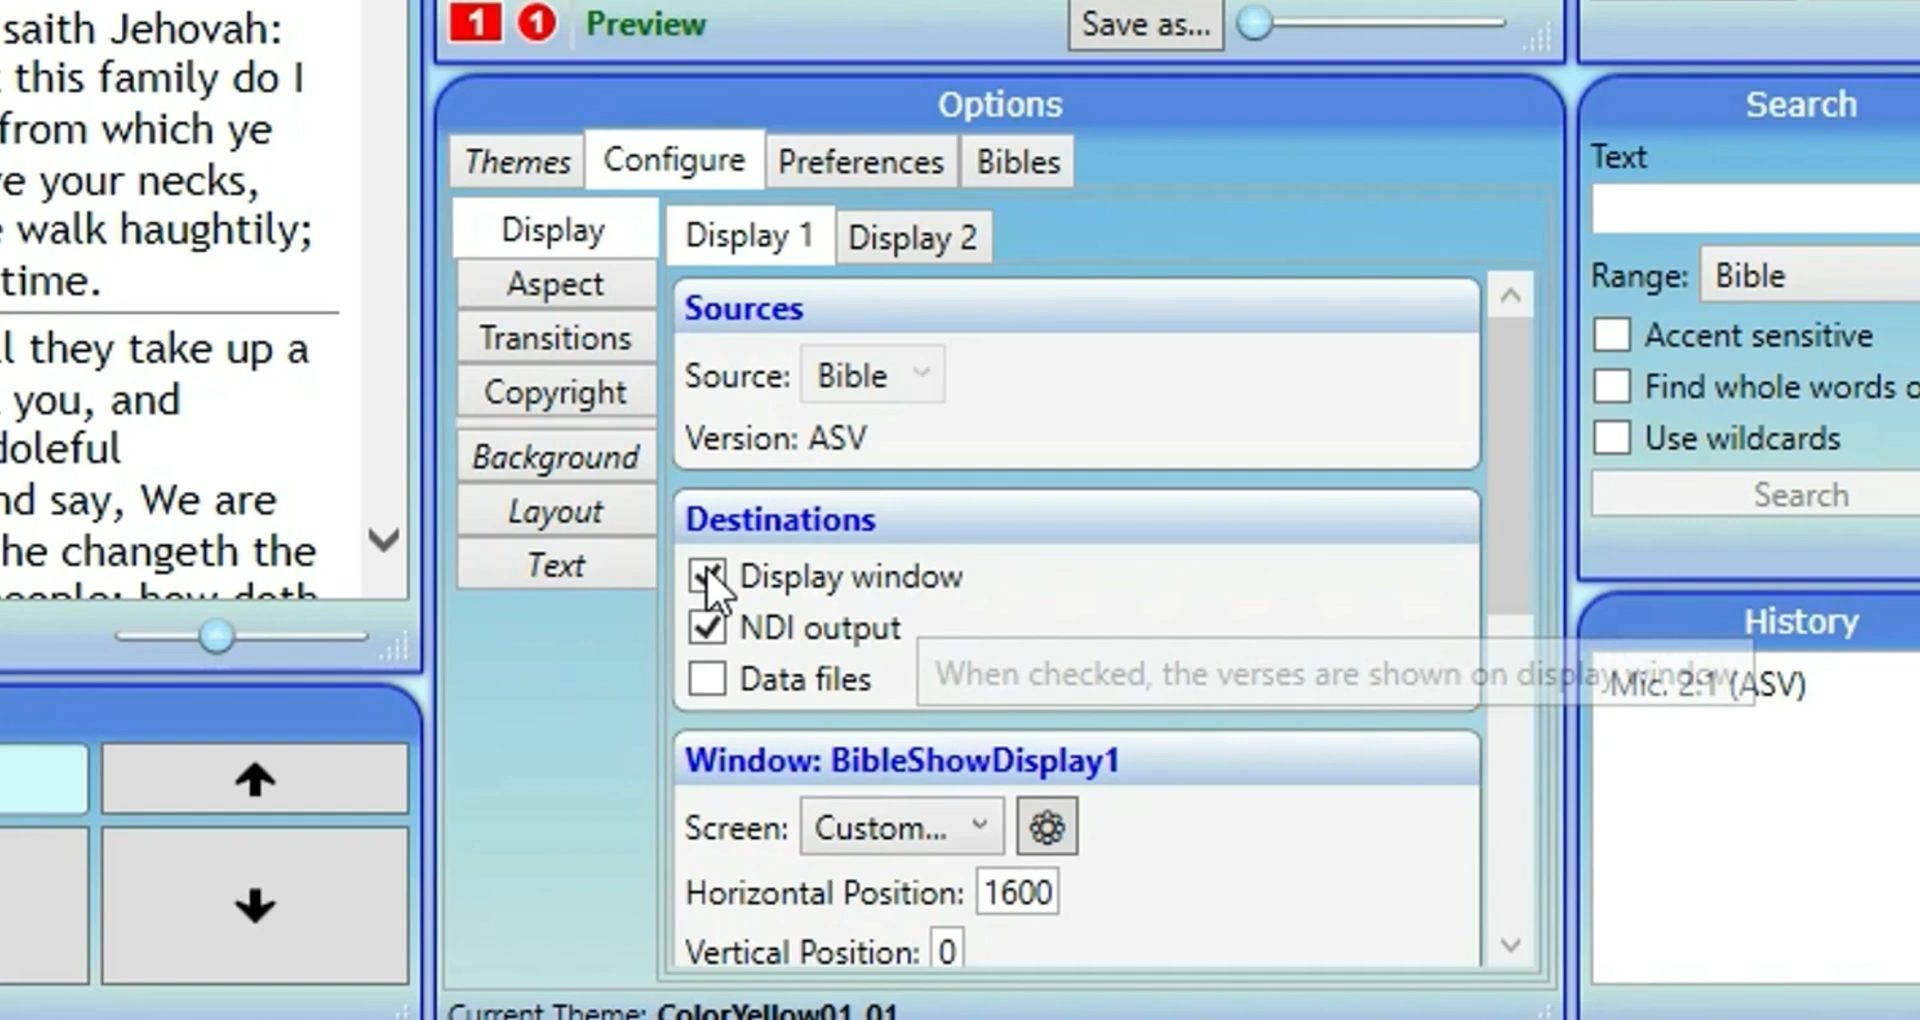 saith Jehovah:
this family do I
from which ye
ve your necks,
e walk haughtily;
time.
ll they take up a
you, and
doleful
nd say, We are
he changeth the
people: how doth
1 1 Preview
Save as...
Options
Themes Configure Preferences Bibles
Display
Aspect
Transitions
Copyright
Background
Layout
Text
Display 1 Display 2
Sources
Source: Bible
Version: ASV
Destinations
Display window
NDI output
Data files
When checked, the verses are shown on display window
Window: BibleShowDisplay1
Screen: Custom...
Horizontal Position: 1600
Vertical Position: 0
Current Theme: ColorYellow01_01
Search
Text
Range: Bible
Accent sensitive
Find whole words o
Use wildcards
Search
History
Mic. 2:1 (ASV)